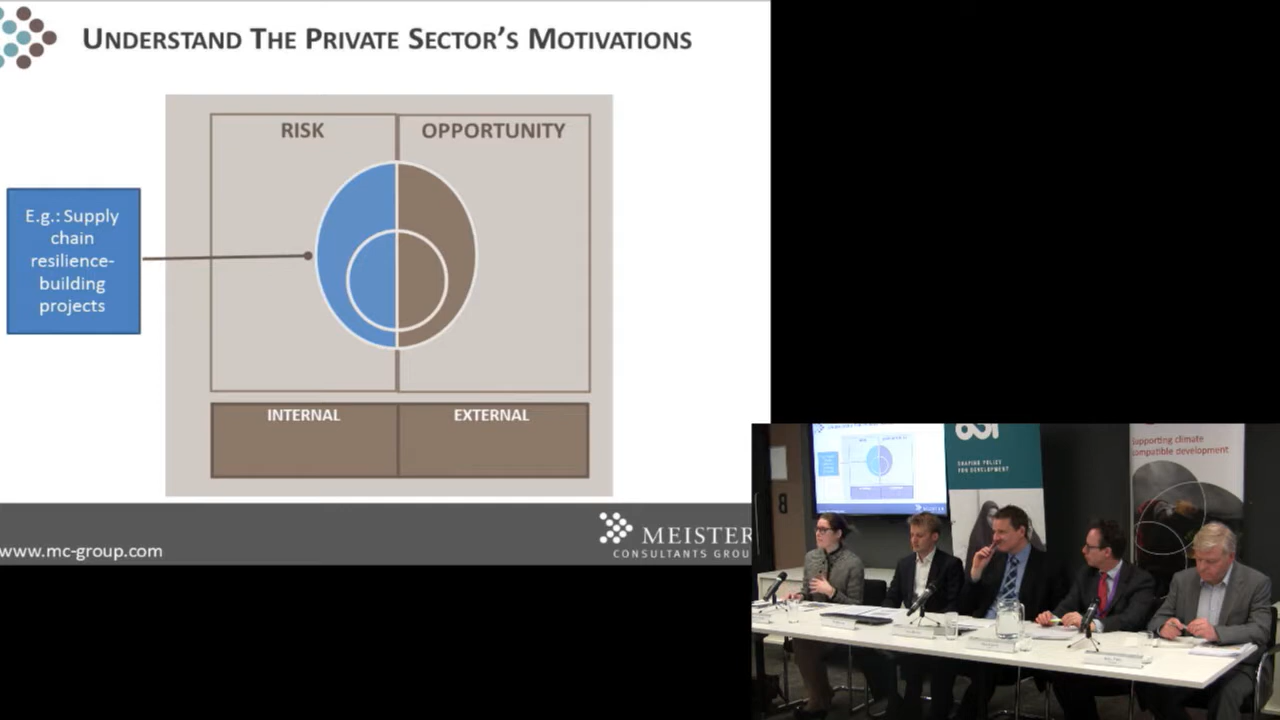 UNDERSTAND THE PRIVATE SECTOR'S MOTIVATIONS
RISK
OPPORTUNITY
E.g.: Supply
chain
resilience-
building
projects
INTERNAL
EXTERNAL
www.mc-group.com
MEISTER
CONSULTANTS GROU
SHAPING POLICY
FOR DEVELOPMENT
Supporting climate
compatible development